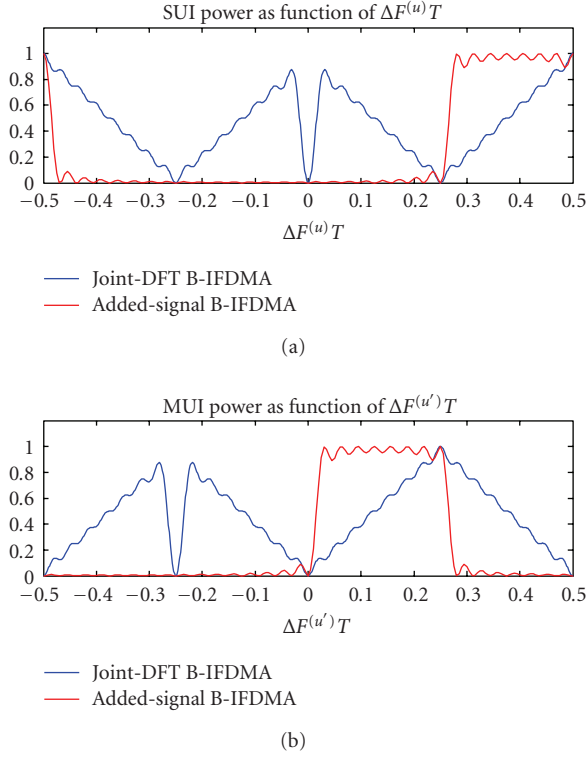 SUI power as function of ΔF(u)T
1
0.8
0.6
0.4
0.2
0
−0.5 −0.4 −0.3 −0.2 −0.1 0 0.1 0.2 0.3 0.4 0.5
ΔF(u)T
Joint-DFT B-IFDMA
Added-signal B-IFDMA
(a)
MUI power as function of ΔF(u′)T
1
0.8
0.6
0.4
0.2
0
−0.5 −0.4 −0.3 −0.2 −0.1 0 0.1 0.2 0.3 0.4 0.5
ΔF(u′)T
Joint-DFT B-IFDMA
Added-signal B-IFDMA
(b)